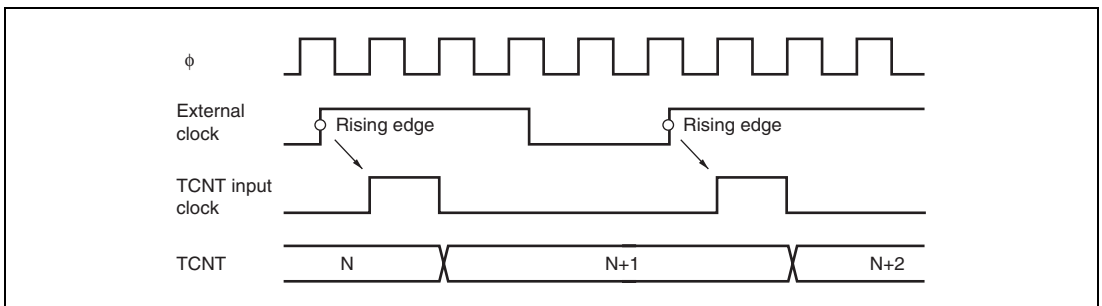 ϕ
External
clock
Rising edge
Rising edge
TCNT input
clock
TCNT
N
N+1
N+2